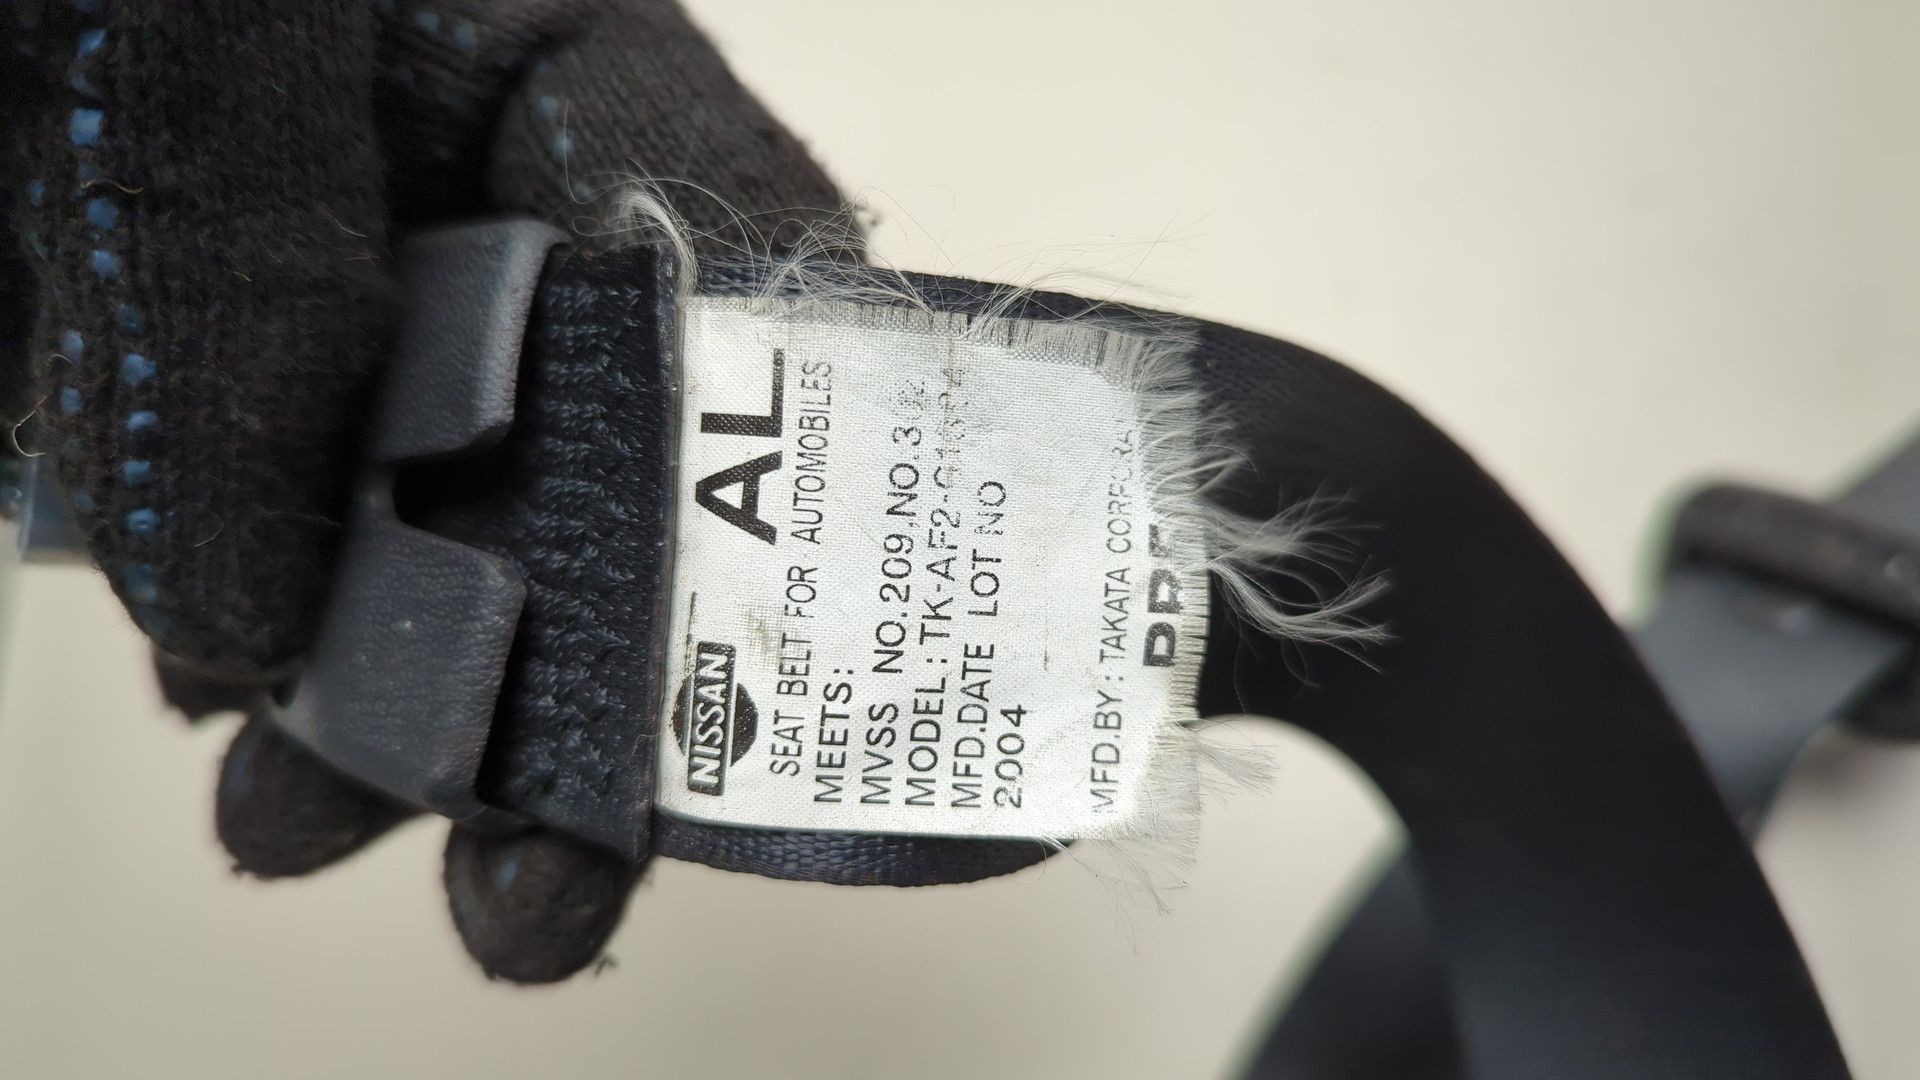 NISSAN
AL
SEAT BELT FOR AUTOMOBILES
MEETS:
MVSS NO.209,NO.302
MODEL: TK-AF2-
MFD.DATE LOT NO
2004
MFD.BY: TAKATA